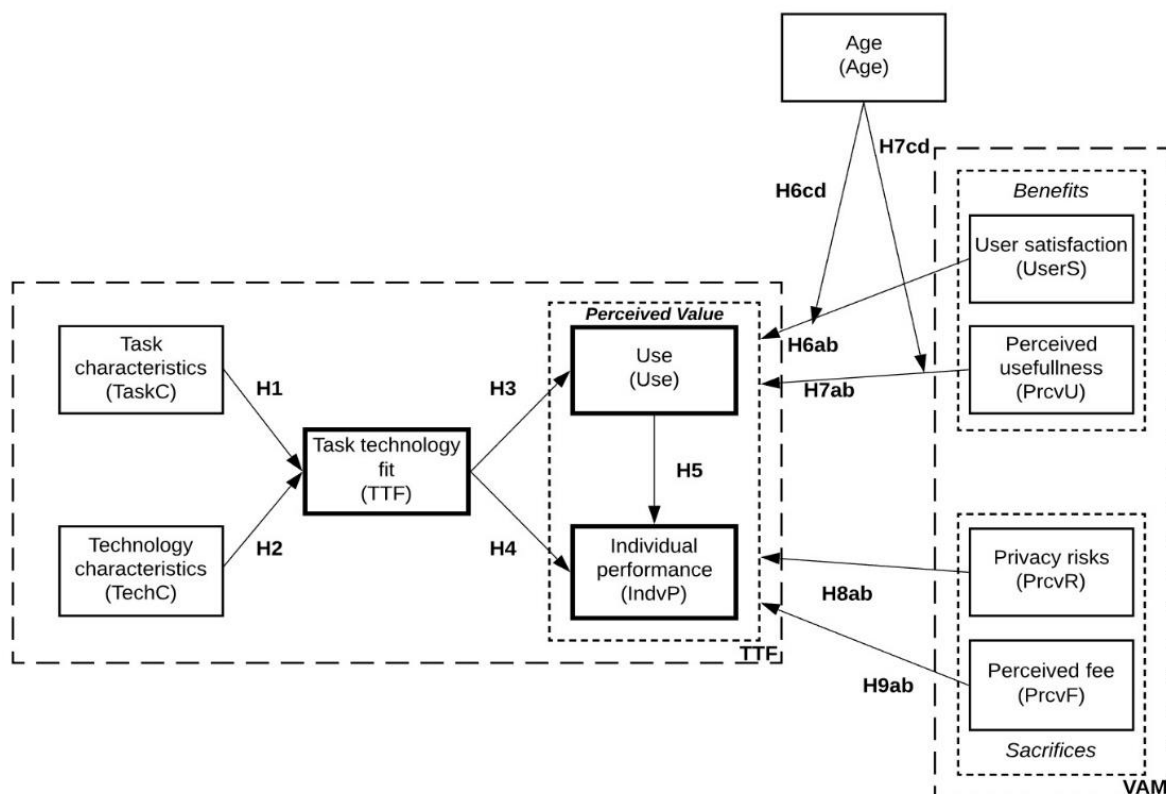 Age
(Age)
H7cd
H6cd
Benefits
User satisfaction
(UserS)
Perceived
usefullness
(PrcvU)
H6ab
H7ab
Perceived Value
Use
(Use)
Task
characteristics
(TaskC)
H1
H3
Task technology
fit
(TTF)
H5
H2
H4
Technology
characteristics
(TechC)
Individual
performance
(IndvP)
TTF
Privacy risks
(PrcvR)
H8ab
Perceived fee
(PrcvF)
H9ab
Sacrifices
VAM